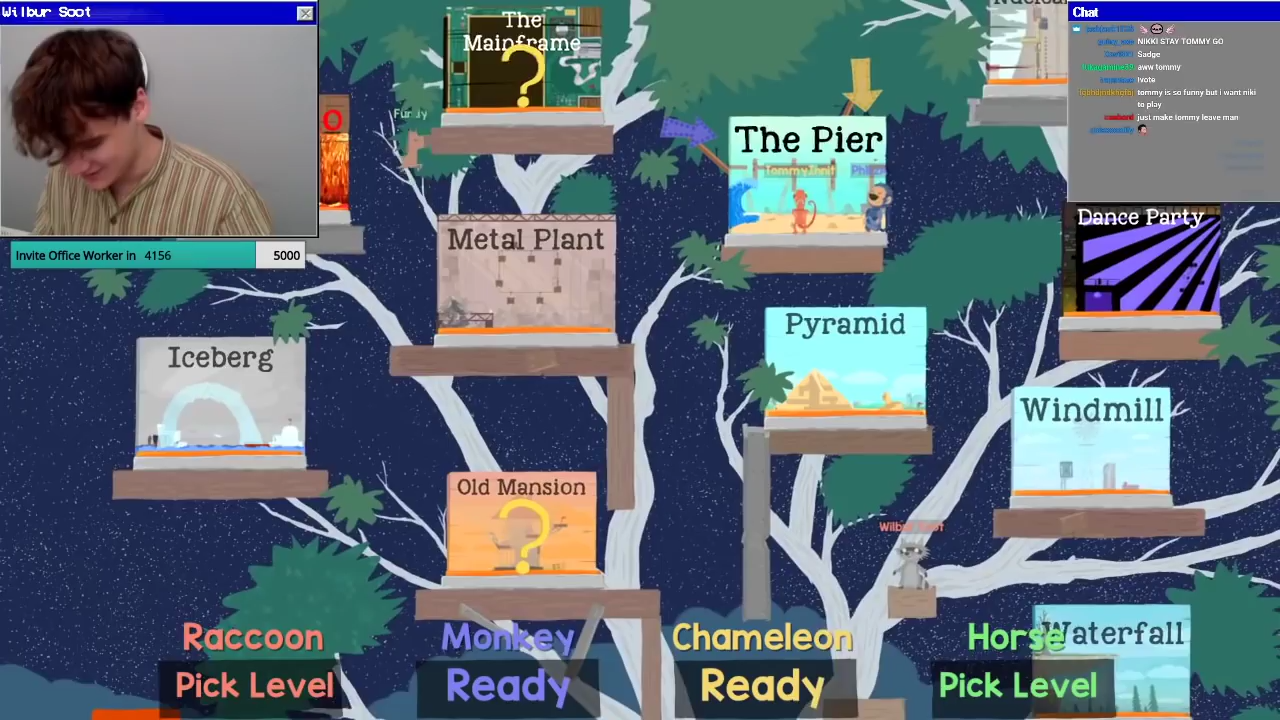 Wilbur Soot
Invite Office Worker in 4156
5000
The
Mainframe
?
The Pier
TommyInnit
Metal Plant
Pyramid
Iceberg
Old Mansion
?
Chat
NIKKI STAY TOMMY GO
Sadge
aww tommy
!vote
tommy is so funny but i want niki
to play
just make tommy leave man
Dance Party
Windmill
Wilbur Soot
Waterfall
Raccoon
Pick Level
Monkey
Ready
Chameleon
Ready
Horse
Pick Level